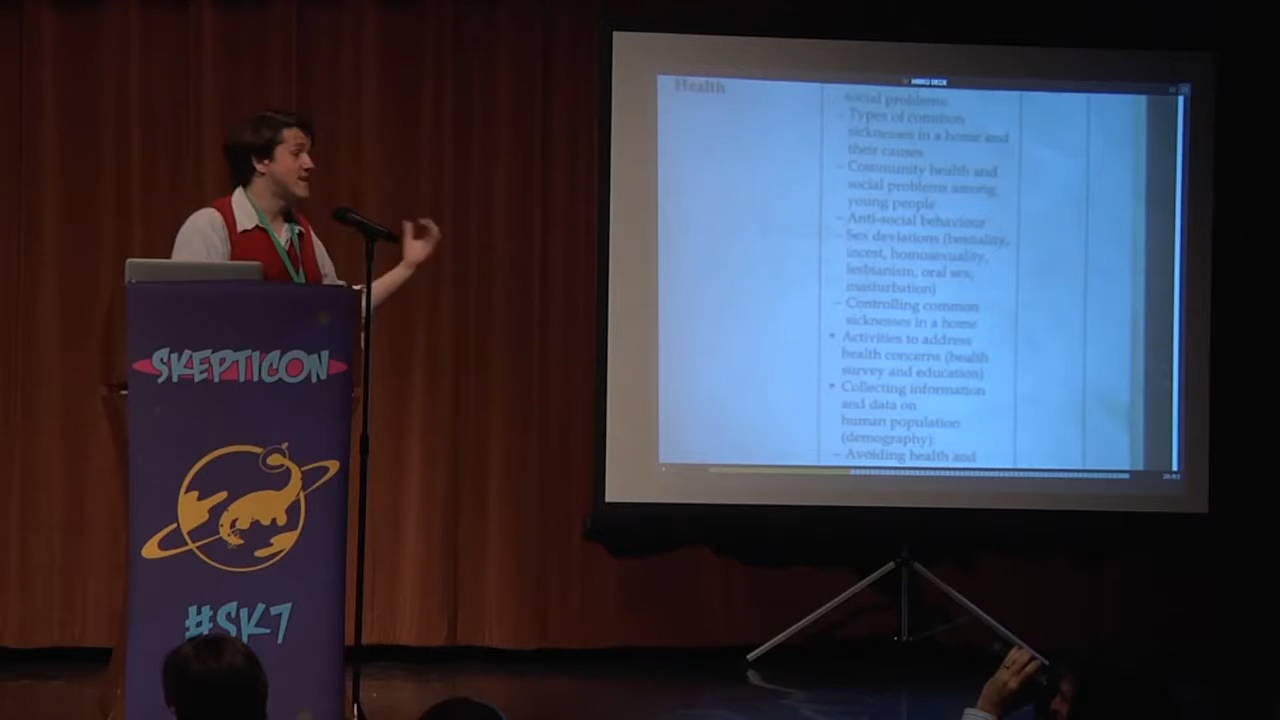 SKEPTICON
#SK7
HAIKU DECK
Health
social problems
– Types of common
sicknesses in a home and
their causes
– Community health and
social problems among
young people
– Anti-social behaviour
– Sex deviations (bestiality,
incest, homosexuality,
lesbianism, oral sex,
masturbation)
– Controlling common
sicknesses in a home
• Activities to address
health concerns (health
survey and education)
• Collecting information
and data on
human population
(demography):
– Avoiding health and